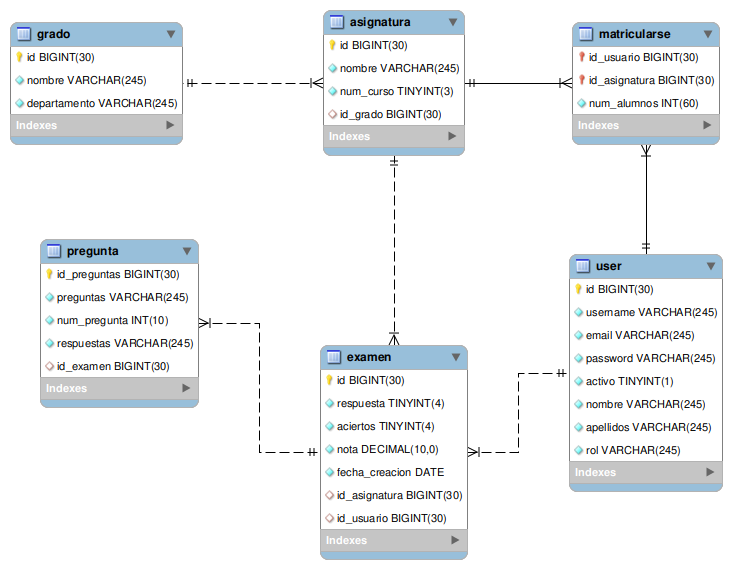 grado
id BIGINT(30)
nombre VARCHAR(245)
departamento VARCHAR(245)
Indexes
asignatura
id BIGINT(30)
nombre VARCHAR(245)
num_curso TINYINT(3)
id_grado BIGINT(30)
Indexes
matricularse
id_usuario BIGINT(30)
id_asignatura BIGINT(30)
num_alumnos INT(60)
Indexes
pregunta
id_preguntas BIGINT(30)
preguntas VARCHAR(245)
num_pregunta INT(10)
respuestas VARCHAR(245)
id_examen BIGINT(30)
Indexes
examen
id BIGINT(30)
respuesta TINYINT(4)
aciertos TINYINT(4)
nota DECIMAL(10,0)
fecha_creacion DATE
id_asignatura BIGINT(30)
id_usuario BIGINT(30)
Indexes
user
id BIGINT(30)
username VARCHAR(245)
email VARCHAR(245)
password VARCHAR(245)
activo TINYINT(1)
nombre VARCHAR(245)
apellidos VARCHAR(245)
rol VARCHAR(245)
Indexes